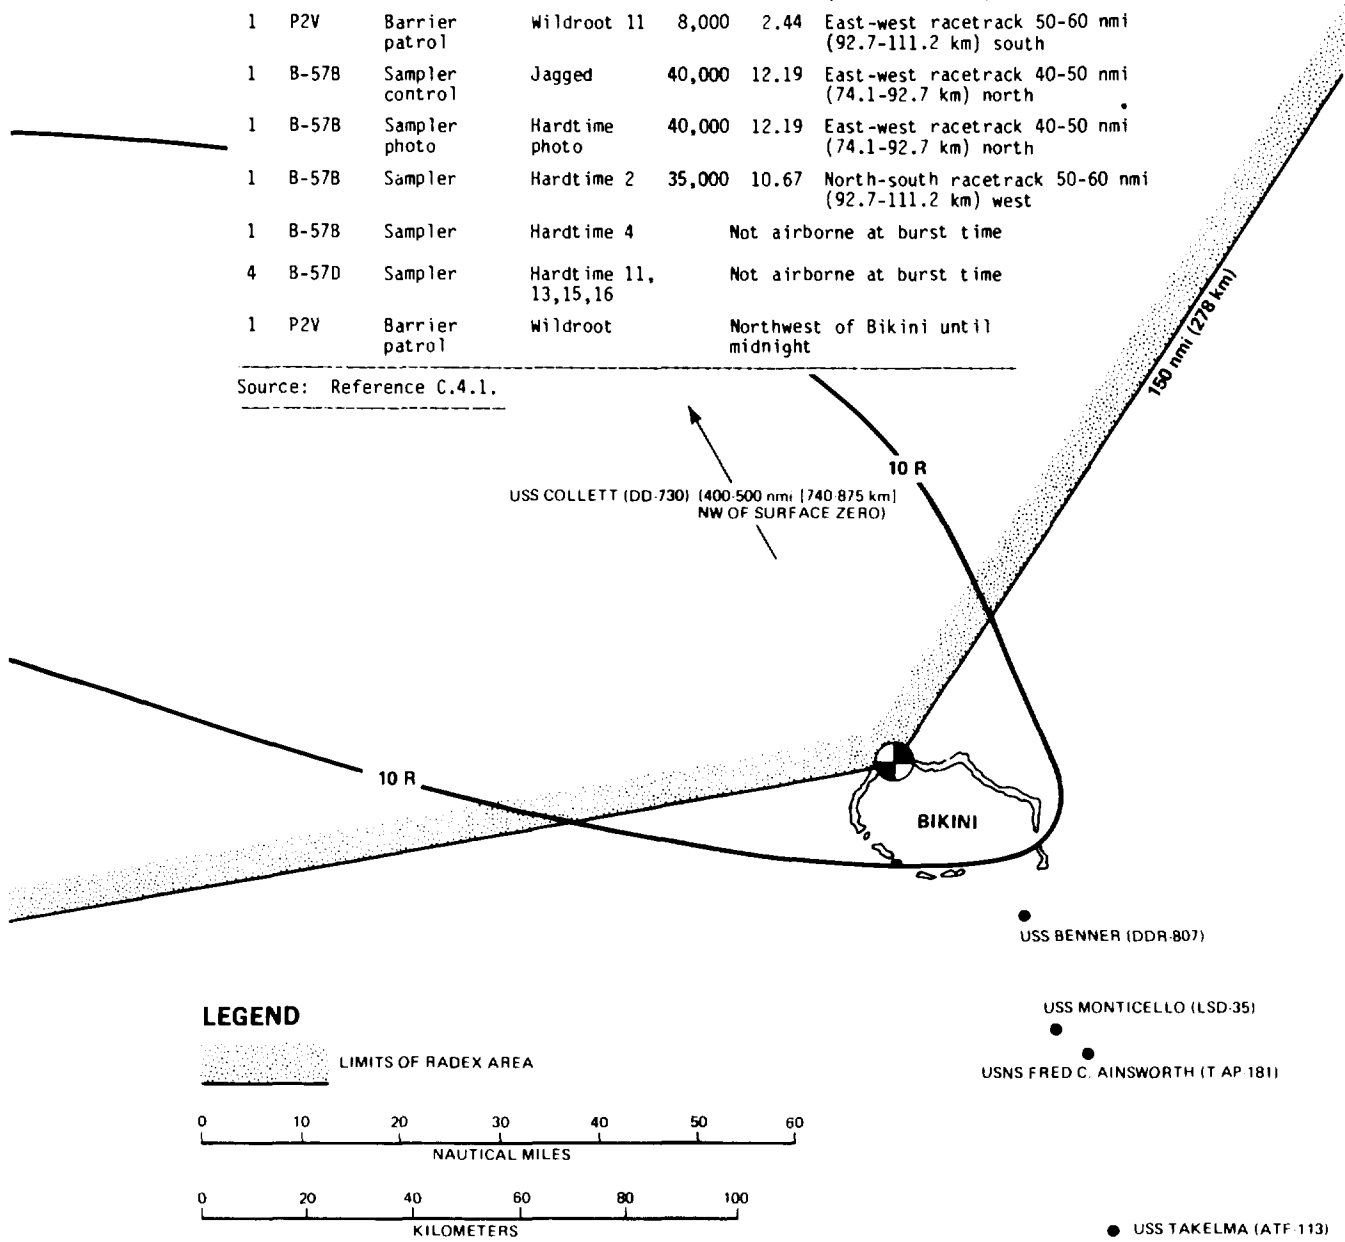 1 P2V Barrier Wildroot 11 8,000 2.44 East-west racetrack 50-60 nmi
patrol (92.7-111.2 km) south
1 B-57B Sampler Jagged 40,000 12.19 East-west racetrack 40-50 nmi
control (74.1-92.7 km) north
1 B-57B Sampler Hardtime 40,000 12.19 East-west racetrack 40-50 nmi
photo photo (74.1-92.7 km) north
1 B-57B Sampler Hardtime 2 35,000 10.67 North-south racetrack 50-60 nmi
(92.7-111.2 km) west
1 B-57B Sampler Hardtime 4 Not airborne at burst time
4 B-57D Sampler Hardtime 11, Not airborne at burst time
13,15,16
1 P2V Barrier Wildroot Northwest of Bikini until
patrol midnight
Source: Reference C.4.1.
150 nmi (278 km)
10 R
USS COLLETT (DD-730) (400-500 nmi [740-875 km]
NW OF SURFACE ZERO)
10 R
BIKINI
USS BENNER (DDR-807)
LEGEND
USS MONTICELLO (LSD-35)
LIMITS OF RADEX AREA
USNS FRED C. AINSWORTH (T AP-181)
0 10 20 30 40 50 60
NAUTICAL MILES
0 20 40 60 80 100
KILOMETERS
USS TAKELMA (ATF-113)